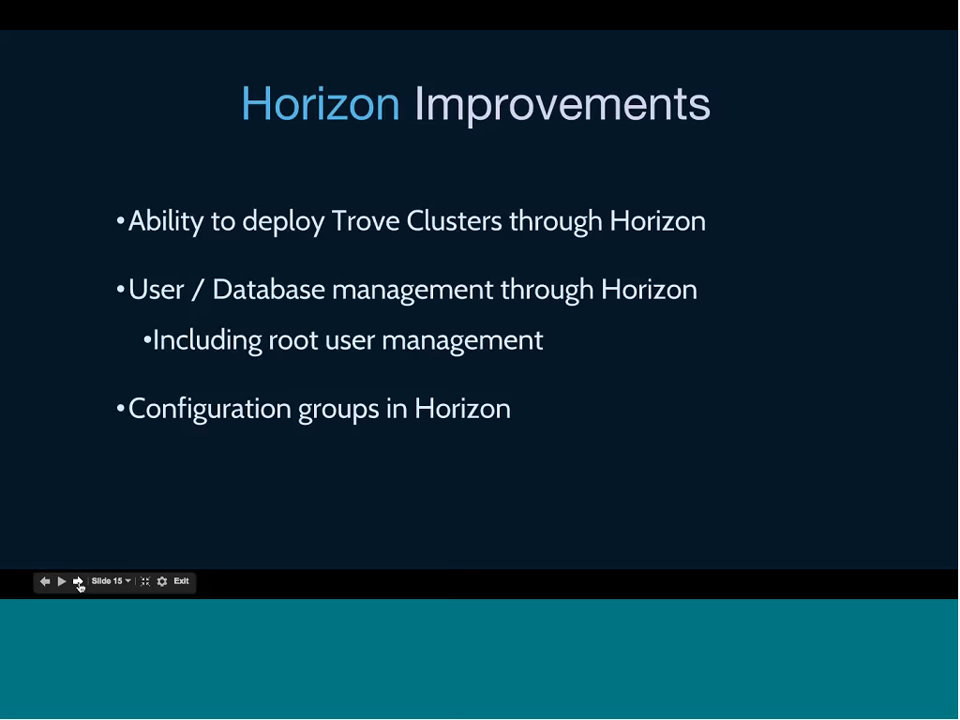 Horizon Improvements
•Ability to deploy Trove Clusters through Horizon
•User / Database management through Horizon
•Including root user management
•Configuration groups in Horizon
Slide 15
Exit